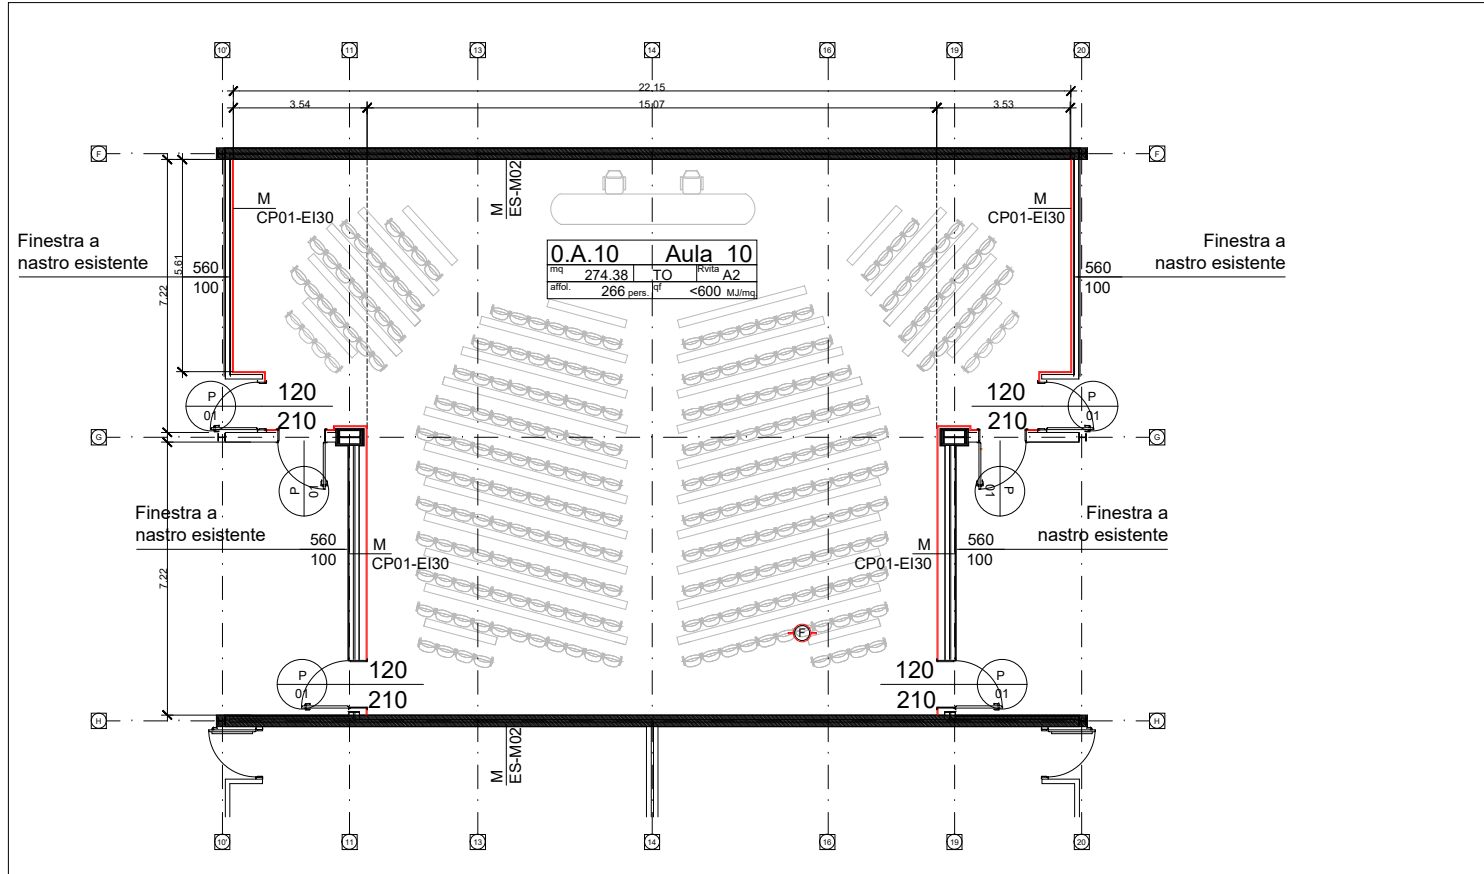 10' 11 13 14 16 19 20
22.15
3.54 15.07 3.53
F F
M
ES-M02
M
CP01-EI30
M
CP01-EI30
Finestra a
nastro esistente
560
100
5.61
7.22
0.A.10 Aula 10
mq 274.38 TO Rvita A2
affol. 266 pers. qf <600 MJ/mq
560
100
Finestra a
nastro esistente
P
01
120
210
120
210
P
01
G G
P
01
P
01
Finestra a
nastro esistente
560
100
M
CP01-EI30
7.22
M
CP01-EI30
560
100
Finestra a
nastro esistente
F
P
01
120
210
120
210
P
01
H H
M
ES-M02
10' 11 13 14 16 19 20